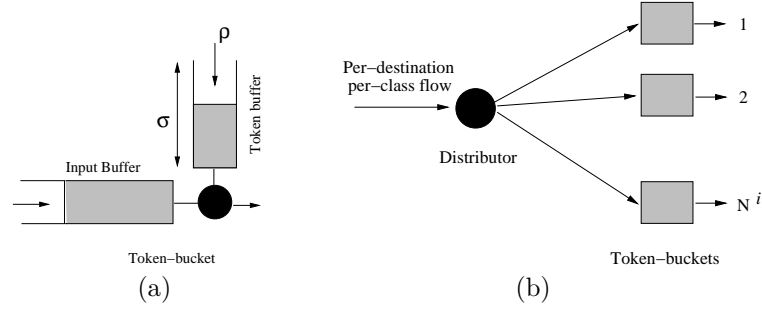 ρ
σ
Token buffer
Input Buffer
Token-bucket
(a)
Per-destination
per-class flow
Distributor
1
2
N i
Token-buckets
(b)